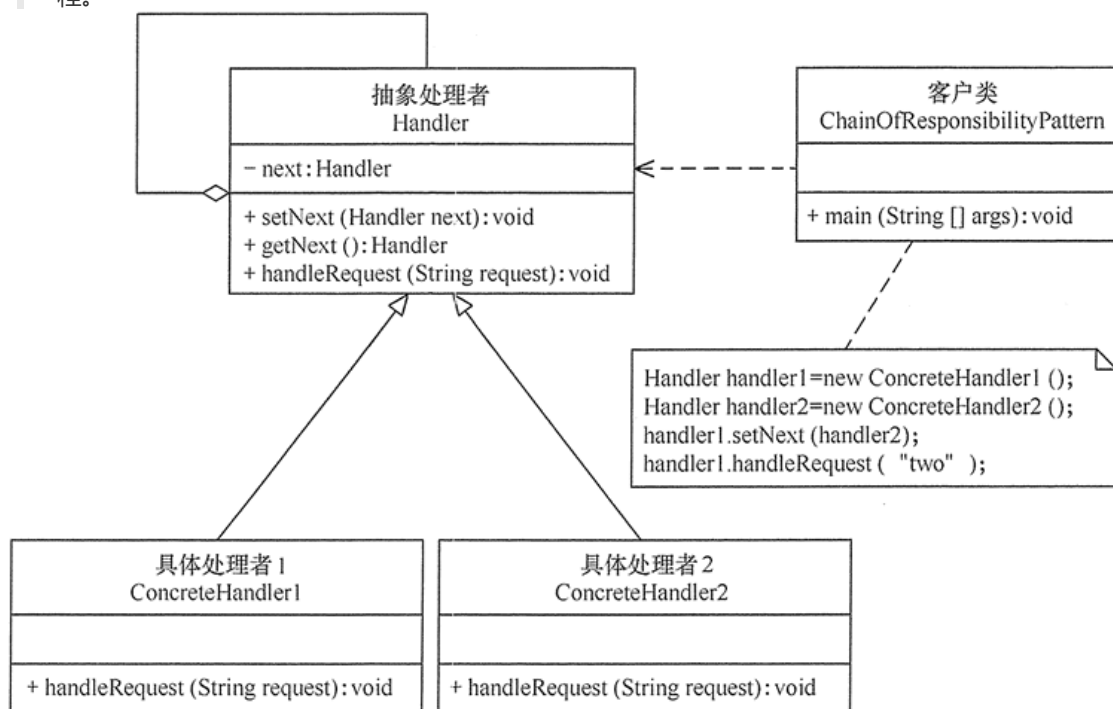 程。
抽象处理者
Handler
- next:Handler
+ setNext (Handler next):void
+ getNext ():Handler
+ handleRequest (String request):void
客户类
ChainOfResponsibilityPattern
+ main (String [] args):void
Handler handler1=new ConcreteHandler1 ();
Handler handler2=new ConcreteHandler2 ();
handler1.setNext (handler2);
handler1.handleRequest ( "two" );
具体处理者1
ConcreteHandler1
+ handleRequest (String request):void
具体处理者2
ConcreteHandler2
+ handleRequest (String request):void